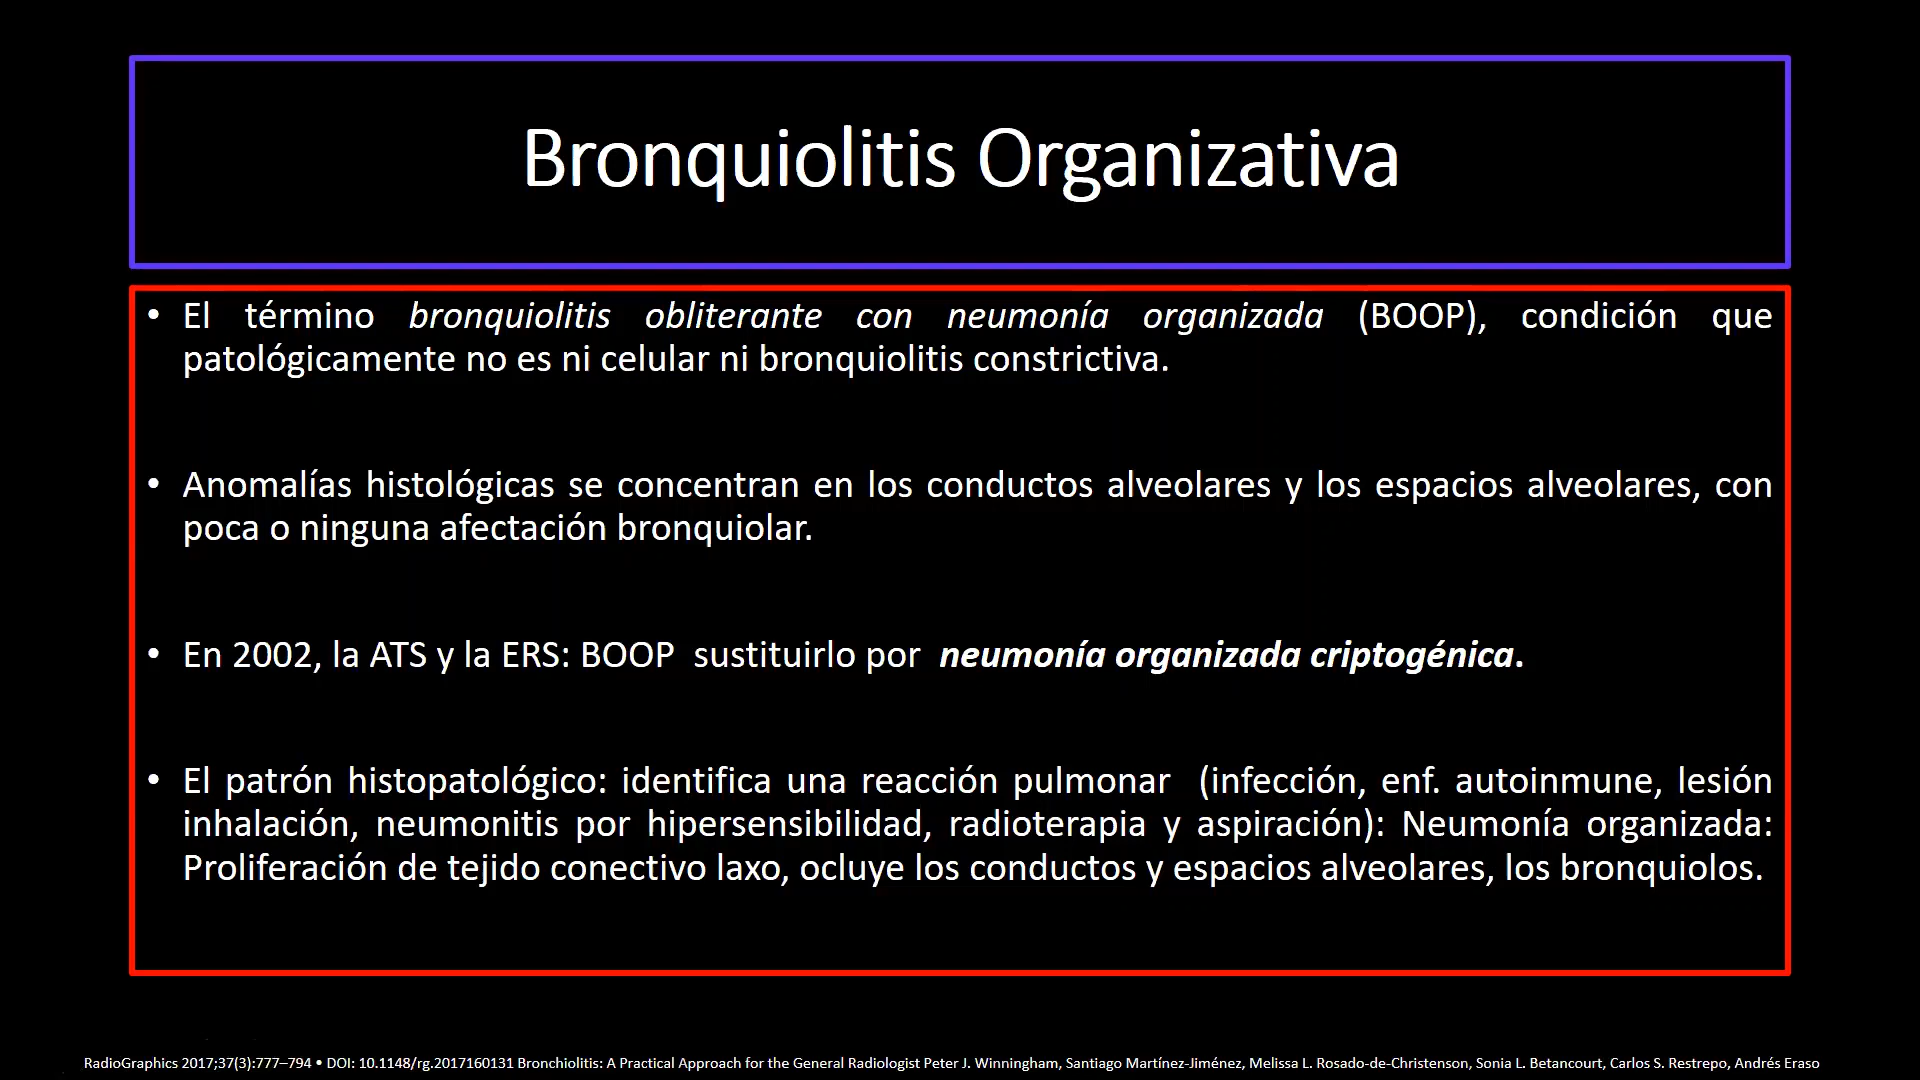 Bronquiolitis Organizativa
• El término bronquiolitis obliterante con neumonía organizada (BOOP), condición que
patológicamente no es ni celular ni bronquiolitis constrictiva.
• Anomalías histológicas se concentran en los conductos alveolares y los espacios alveolares, con
poca o ninguna afectación bronquiolar.
• En 2002, la ATS y la ERS: BOOP sustituirlo por neumonía organizada criptogénica.
• El patrón histopatológico: identifica una reacción pulmonar (infección, enf. autoinmune, lesión
inhalación, neumonitis por hipersensibilidad, radioterapia y aspiración): Neumonía organizada:
Proliferación de tejido conectivo laxo, ocluye los conductos y espacios alveolares, los bronquiolos.
RadioGraphics 2017;37(3):777–794 • DOI: 10.1148/rg.2017160131 Bronchiolitis: A Practical Approach for the General Radiologist Peter J. Winningham, Santiago Martínez-Jiménez, Melissa L. Rosado-de-Christenson, Sonia L. Betancourt, Carlos S. Restrepo, Andrés Eraso